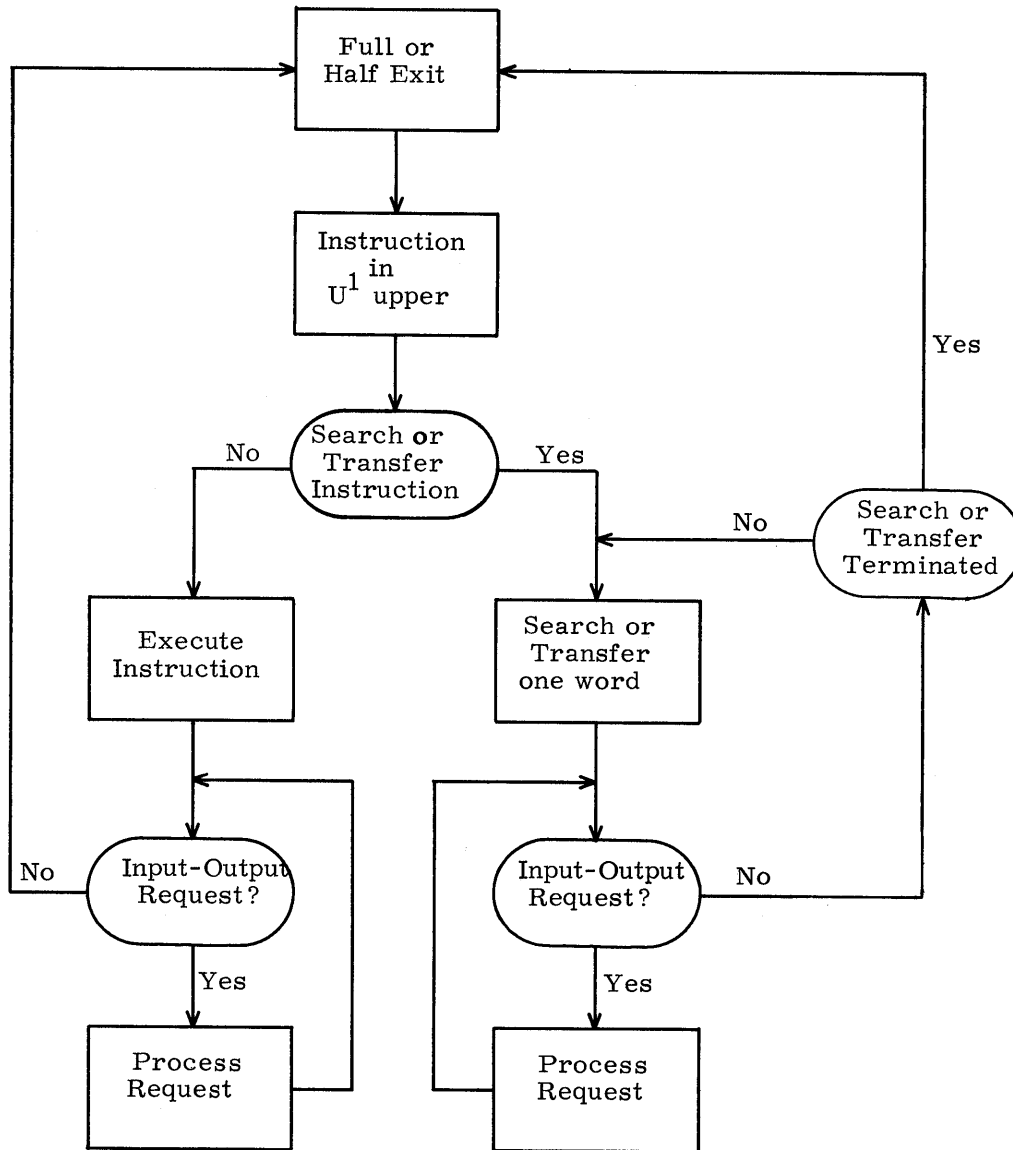 Full or
Half Exit
Instruction
in
U¹ upper
Search or
Transfer
Instruction
No
Yes
Yes
Search or
Transfer
Terminated
No
Execute
Instruction
Search or
Transfer
one word
Input-Output
Request?
No
Yes
Process
Request
Input-Output
Request?
No
Yes
Process
Request